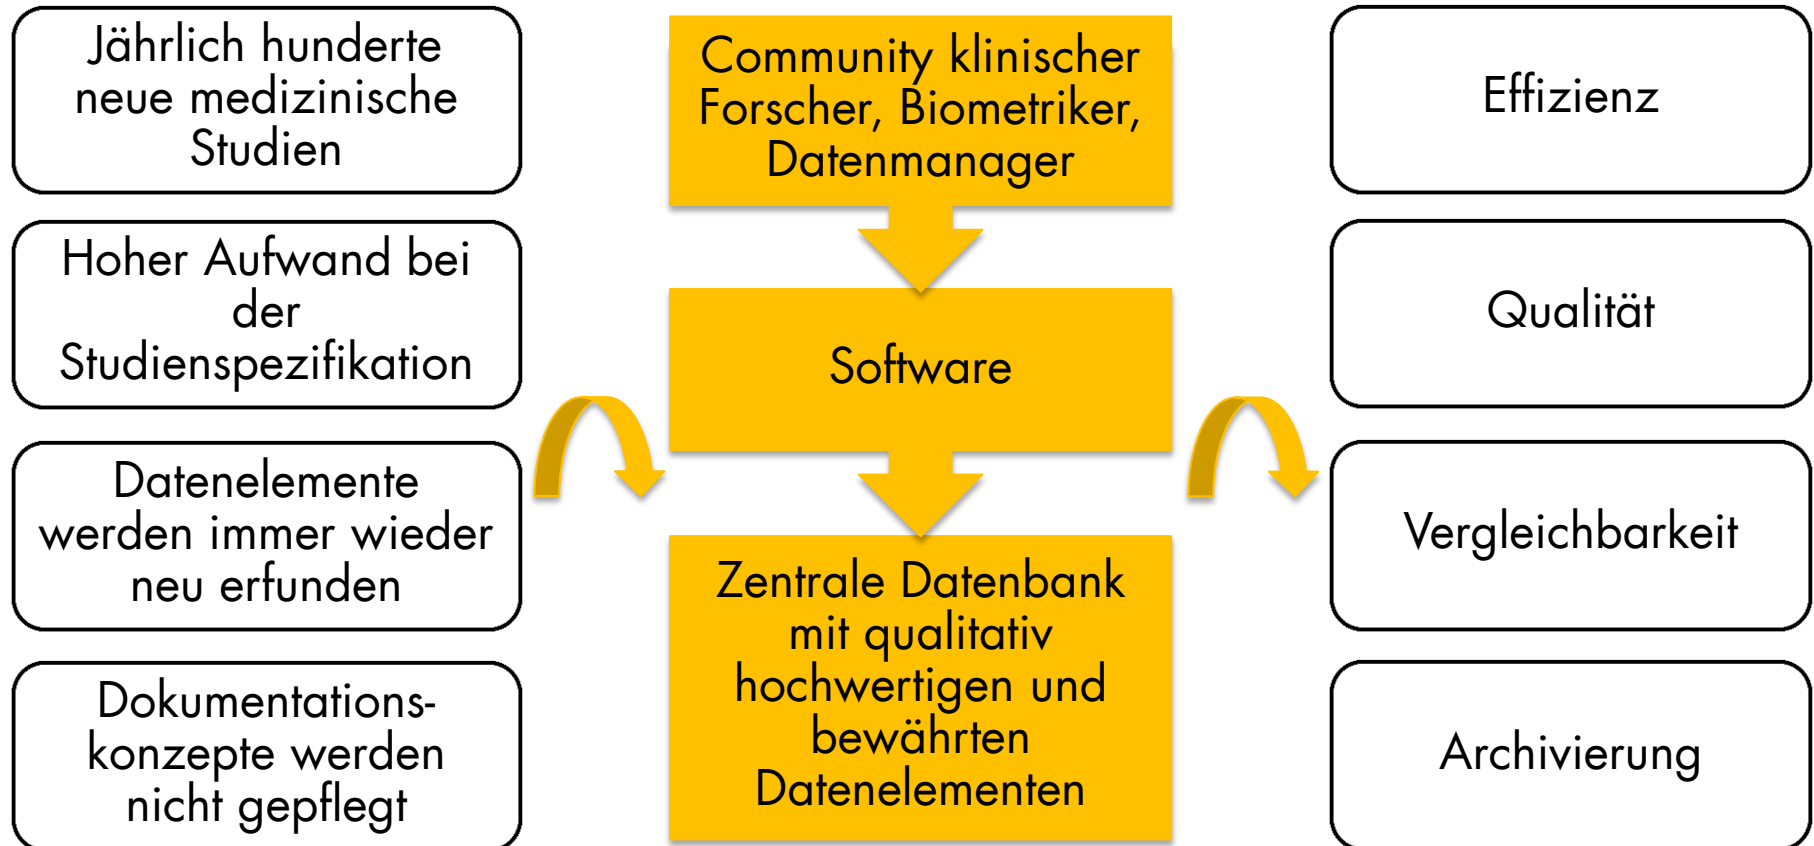 Jährlich hunderte
neue medizinische
Studien
Hoher Aufwand bei
der
Studienspezifikation
Datenelemente
werden immer wieder
neu erfunden
Dokumentations-
konzepte werden
nicht gepflegt
Community klinischer
Forscher, Biometriker,
Datenmanager
Software
Zentrale Datenbank
mit qualitativ
hochwertigen und
bewährten
Datenelementen
Effizienz
Qualität
Vergleichbarkeit
Archivierung